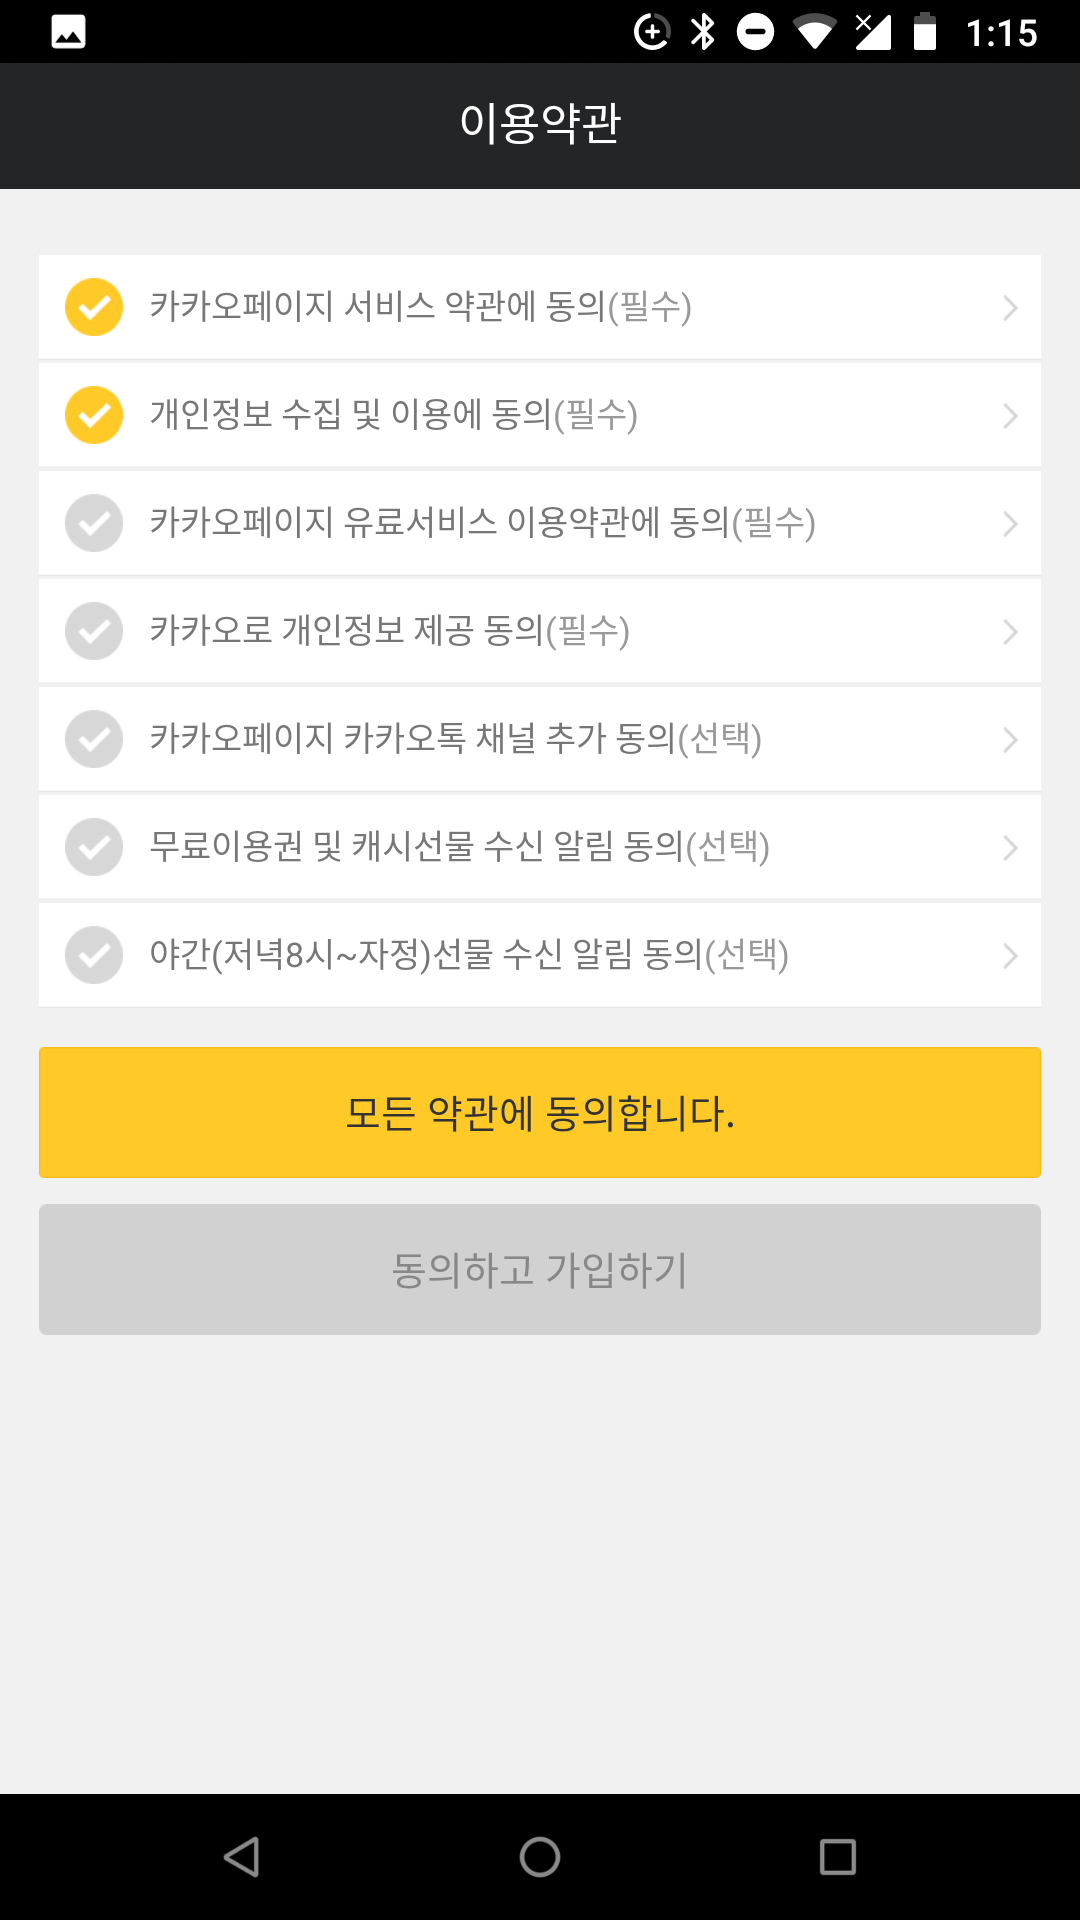 1:15
이용약관
카카오페이지 서비스 약관에 동의(필수)
개인정보 수집 및 이용에 동의(필수)
카카오페이지 유료서비스 이용약관에 동의(필수)
카카오로 개인정보 제공 동의(필수)
카카오페이지 카카오톡 채널 추가 동의(선택)
무료이용권 및 캐시선물 수신 알림 동의(선택)
야간(저녁8시~자정)선물 수신 알림 동의(선택)
모든 약관에 동의합니다.
동의하고 가입하기